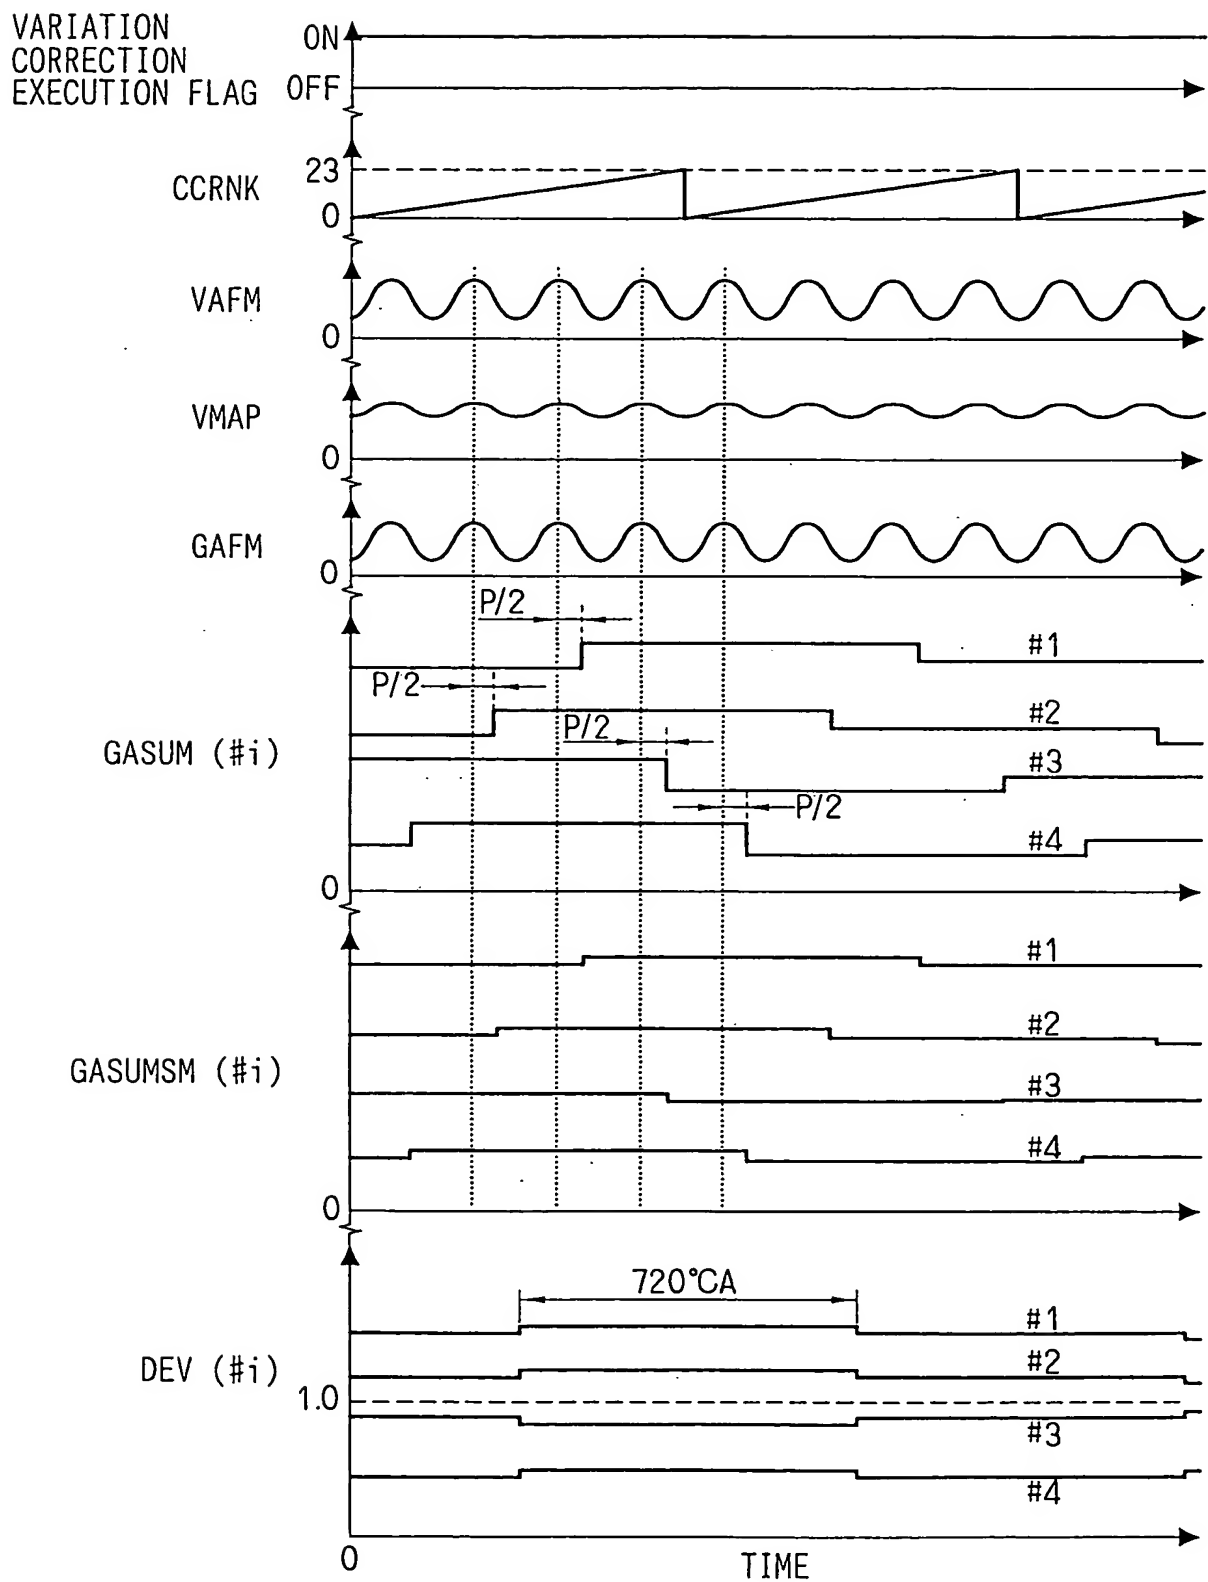 VARIATION
CORRECTION
EXECUTION FLAG
ON
OFF
CCRNK
23
0
VAFM
0
VMAP
0
GAFM
0
GASUM (#i)
P/2
#1
P/2
#2
P/2
#3
P/2
#4
0
GASUMSM (#i)
#1
#2
#3
#4
0
DEV (#i)
720°CA
#1
#2
1.0
#3
#4
0
TIME